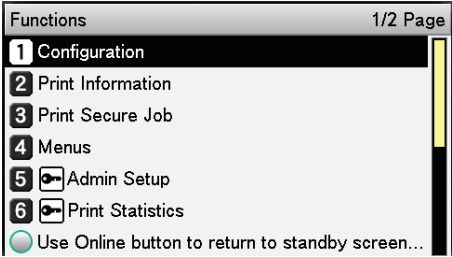 Functions 1/2 Page
1 Configuration
2 Print Information
3 Print Secure Job
4 Menus
5 Admin Setup
6 Print Statistics
Use Online button to return to standby screen...